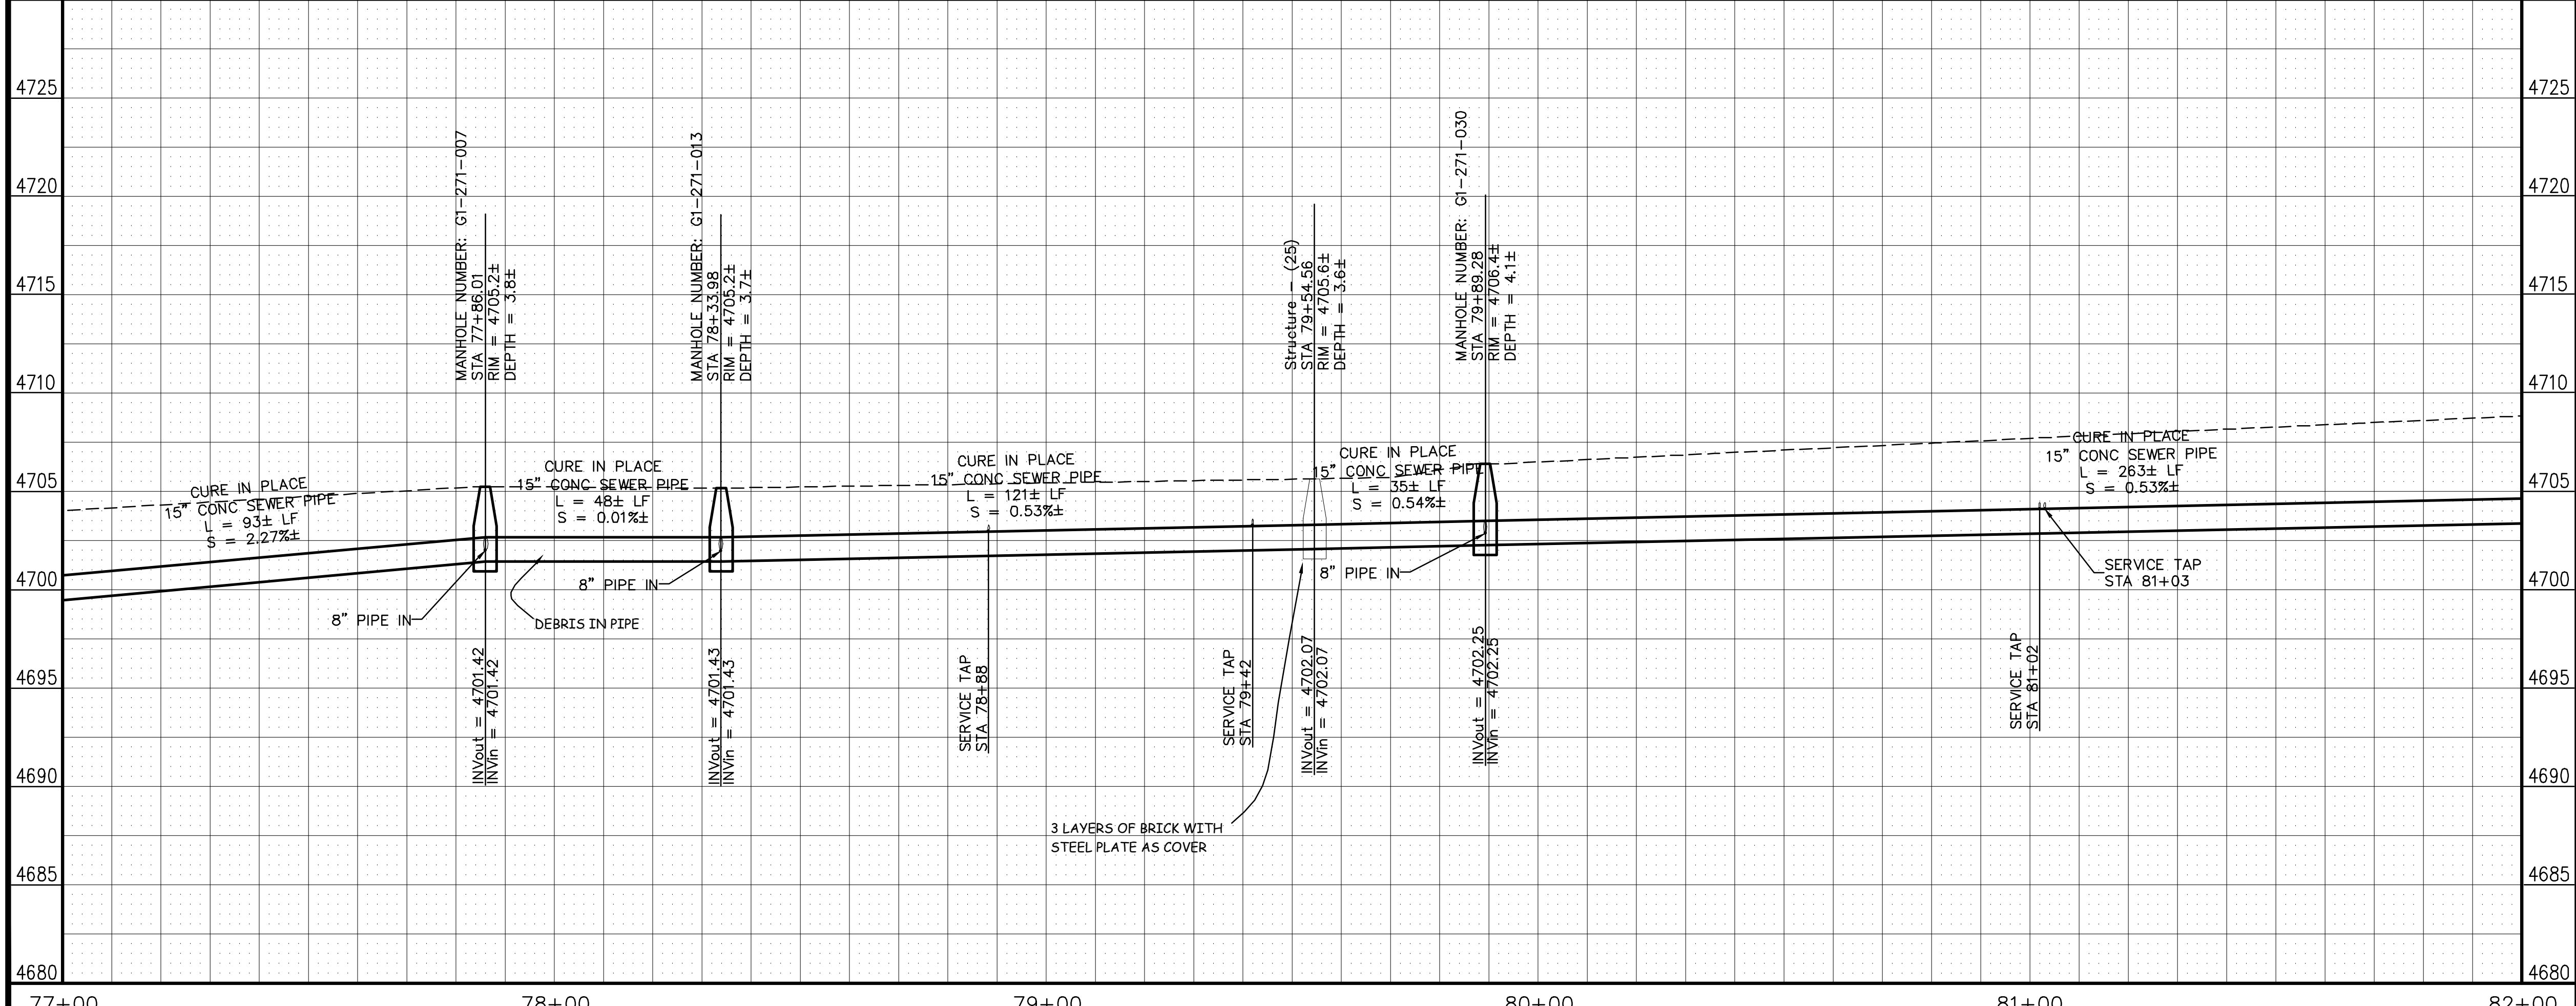 4725
4720
4715
4710
4705
4700
4695
4690
4685
4680
MANHOLE NUMBER: G1-271-007
STA 77+86.01
RIM = 4705.2±
DEPTH = 3.8±
MANHOLE NUMBER: G1-271-013
STA 78+33.98
RIM = 4705.2±
DEPTH = 3.7±
Structure - (25)
STA 79+54.56
RIM = 4705.6±
DEPTH = 3.6±
MANHOLE NUMBER: G1-271-030
STA 79+89.28
RIM = 4706.4±
DEPTH = 4.1±
CURE IN PLACE
15" CONC SEWER PIPE
L = 93± LF
S = 2.27%±
CURE IN PLACE
15" CONC SEWER PIPE
L = 48± LF
S = 0.01%±
CURE IN PLACE
15" CONC SEWER PIPE
L = 121± LF
S = 0.53%±
CURE IN PLACE
15" CONC SEWER PIPE
L = 35± LF
S = 0.54%±
CURE IN PLACE
15" CONC SEWER PIPE
L = 263± LF
S = 0.53%±
8" PIPE IN
DEBRIS IN PIPE
8" PIPE IN
8" PIPE IN
SERVICE TAP
STA 81+03
INVout = 4701.42
INVin = 4701.42
INVout = 4701.43
INVin = 4701.43
SERVICE TAP
STA 78+88
SERVICE TAP
STA 79+42
INVout = 4702.07
INVin = 4702.07
INVout = 4702.25
INVin = 4702.25
SERVICE TAP
STA 81+02
3 LAYERS OF BRICK WITH
STEEL PLATE AS COVER
4725
4720
4715
4710
4705
4700
4695
4690
4685
4680
77+00 78+00 79+00 80+00 81+00 82+00